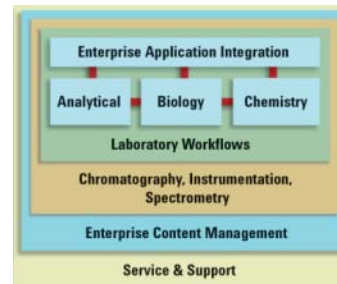 Enterprise Application Integration
Analytical
Biology
Chemistry
Laboratory Workflows
Chromatography, Instrumentation,
Spectrometry
Enterprise Content Management
Service & Support